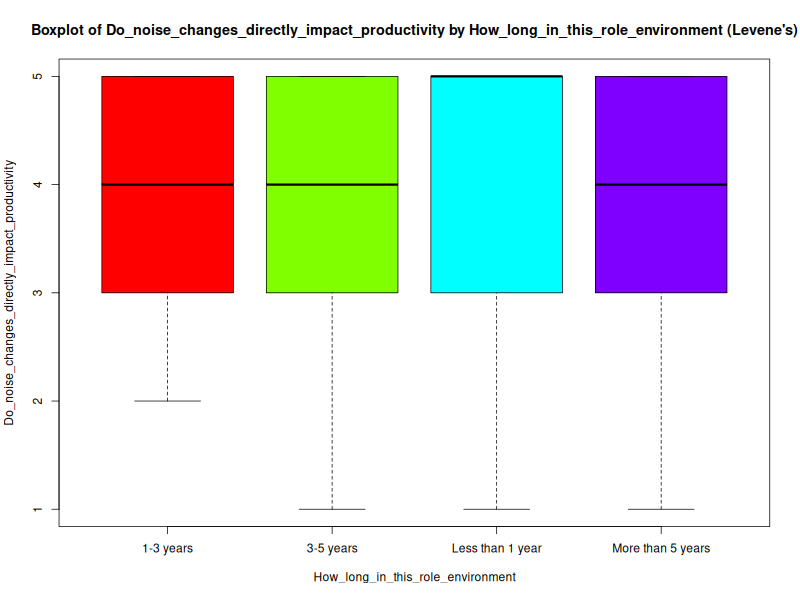 Boxplot of Do_noise_changes_directly_impact_productivity by How_long_in_this_role_environment (Levene's)
Do_noise_changes_directly_impact_productivity
5
4
3
2
1
1-3 years
3-5 years
Less than 1 year
More than 5 years
How_long_in_this_role_environment